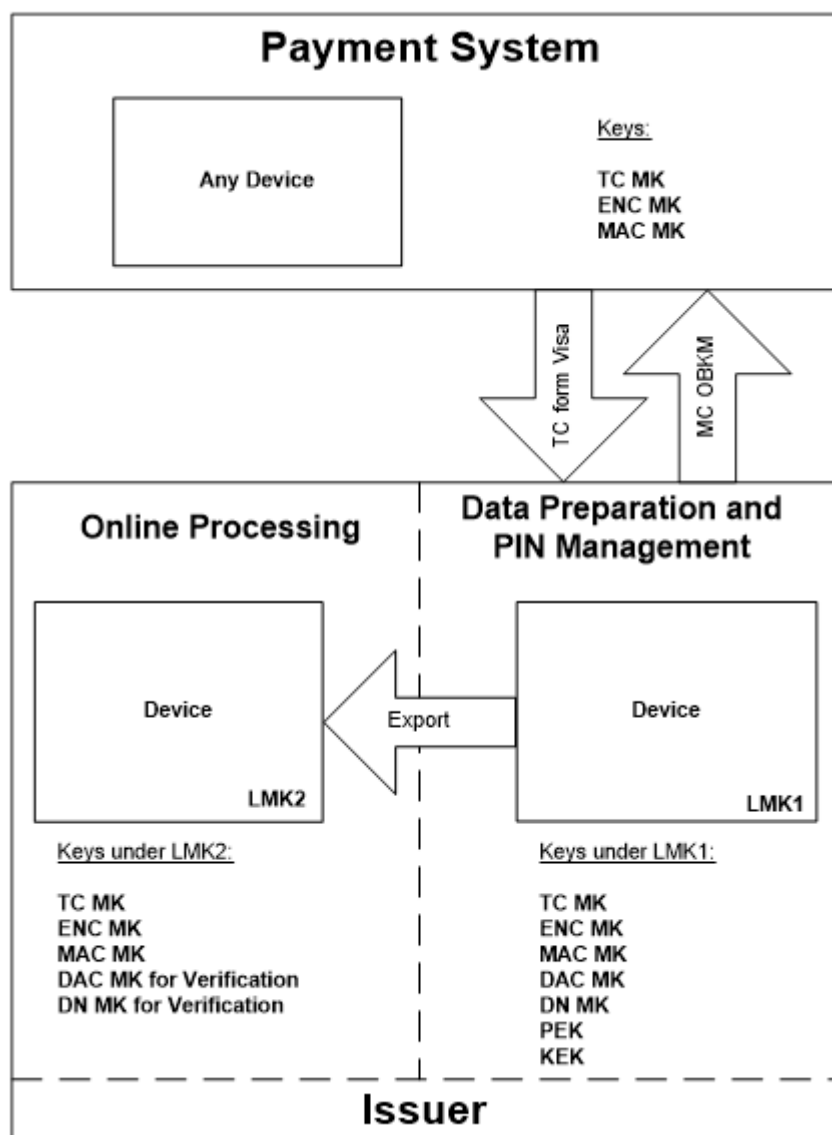 Payment System
Any Device
Keys:
TC MK
ENC MK
MAC MK
TC form Visa
MC OBKM
Online Processing
Data Preparation and
PIN Management
Device
LMK2
Export
Device
LMK1
Keys under LMK2:
TC MK
ENC MK
MAC MK
DAC MK for Verification
DN MK for Verification
Keys under LMK1:
TC MK
ENC MK
MAC MK
DAC MK
DN MK
PEK
KEK
Issuer